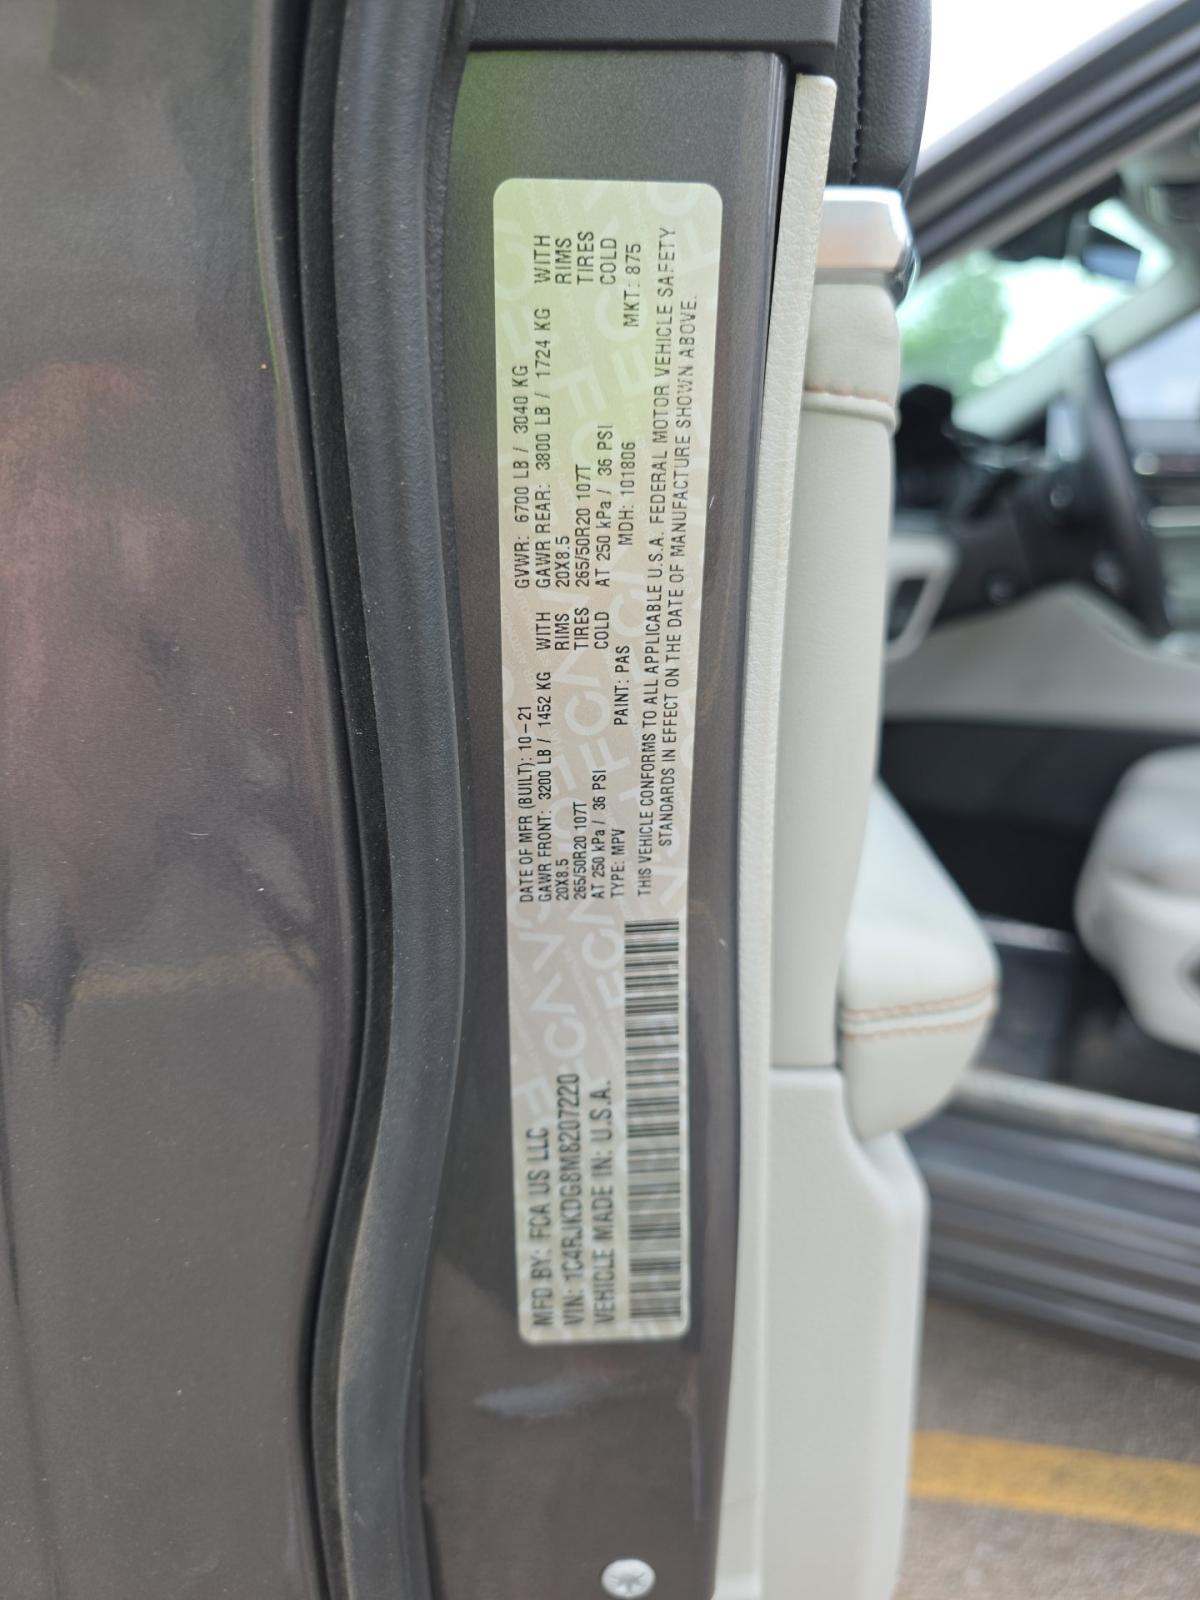 MFD BY: FCA US LLC
VIN: 1C4RJKDG8M8207220
VEHICLE MADE IN: U.S.A.
DATE OF MFR (BUILT): 10-21 GVWR: 6700 LB / 3040 KG
GAWR FRONT: 3200 LB / 1452 KG WITH GAWR REAR: 3800 LB / 1724 KG WITH
20X8.5 RIMS 20X8.5 RIMS
265/50R20 107T TIRES 265/50R20 107T TIRES
AT 250 kPa / 36 PSI COLD AT 250 kPa / 36 PSI COLD
TYPE: MPV PAINT: PAS MDH: 101806 MKT: 875
THIS VEHICLE CONFORMS TO ALL APPLICABLE U.S.A. FEDERAL MOTOR VEHICLE SAFETY
STANDARDS IN EFFECT ON THE DATE OF MANUFACTURE SHOWN ABOVE.